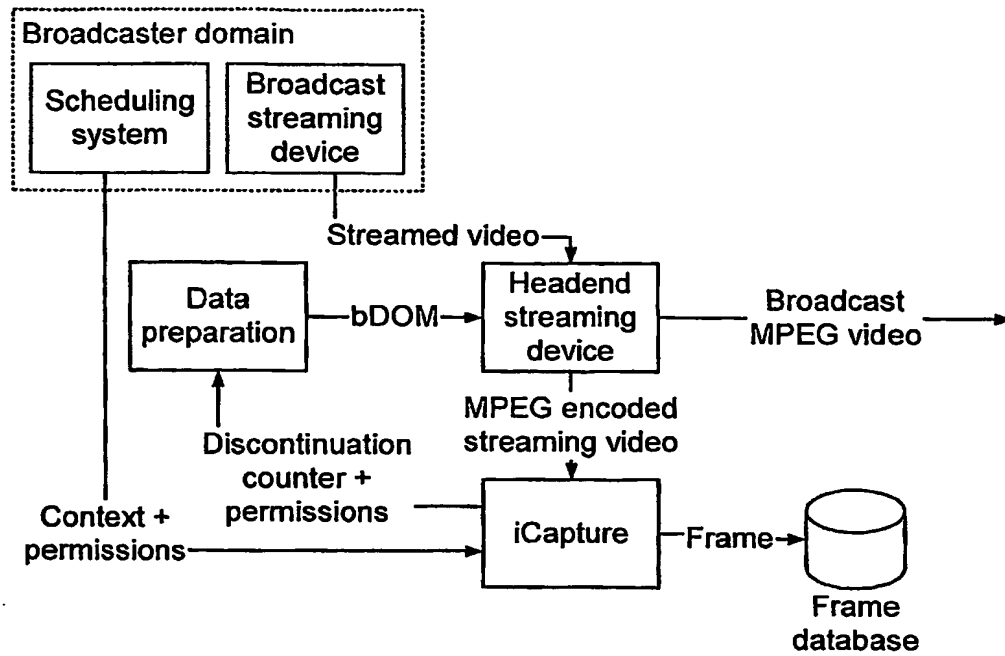 Broadcaster domain
Scheduling
system
Broadcast
streaming
device
Streamed video
Data
preparation
bDOM
Headend
streaming
device
Broadcast
MPEG video
MPEG encoded
streaming video
Discontinuation
counter +
permissions
Context +
permissions
iCapture
Frame
Frame
database